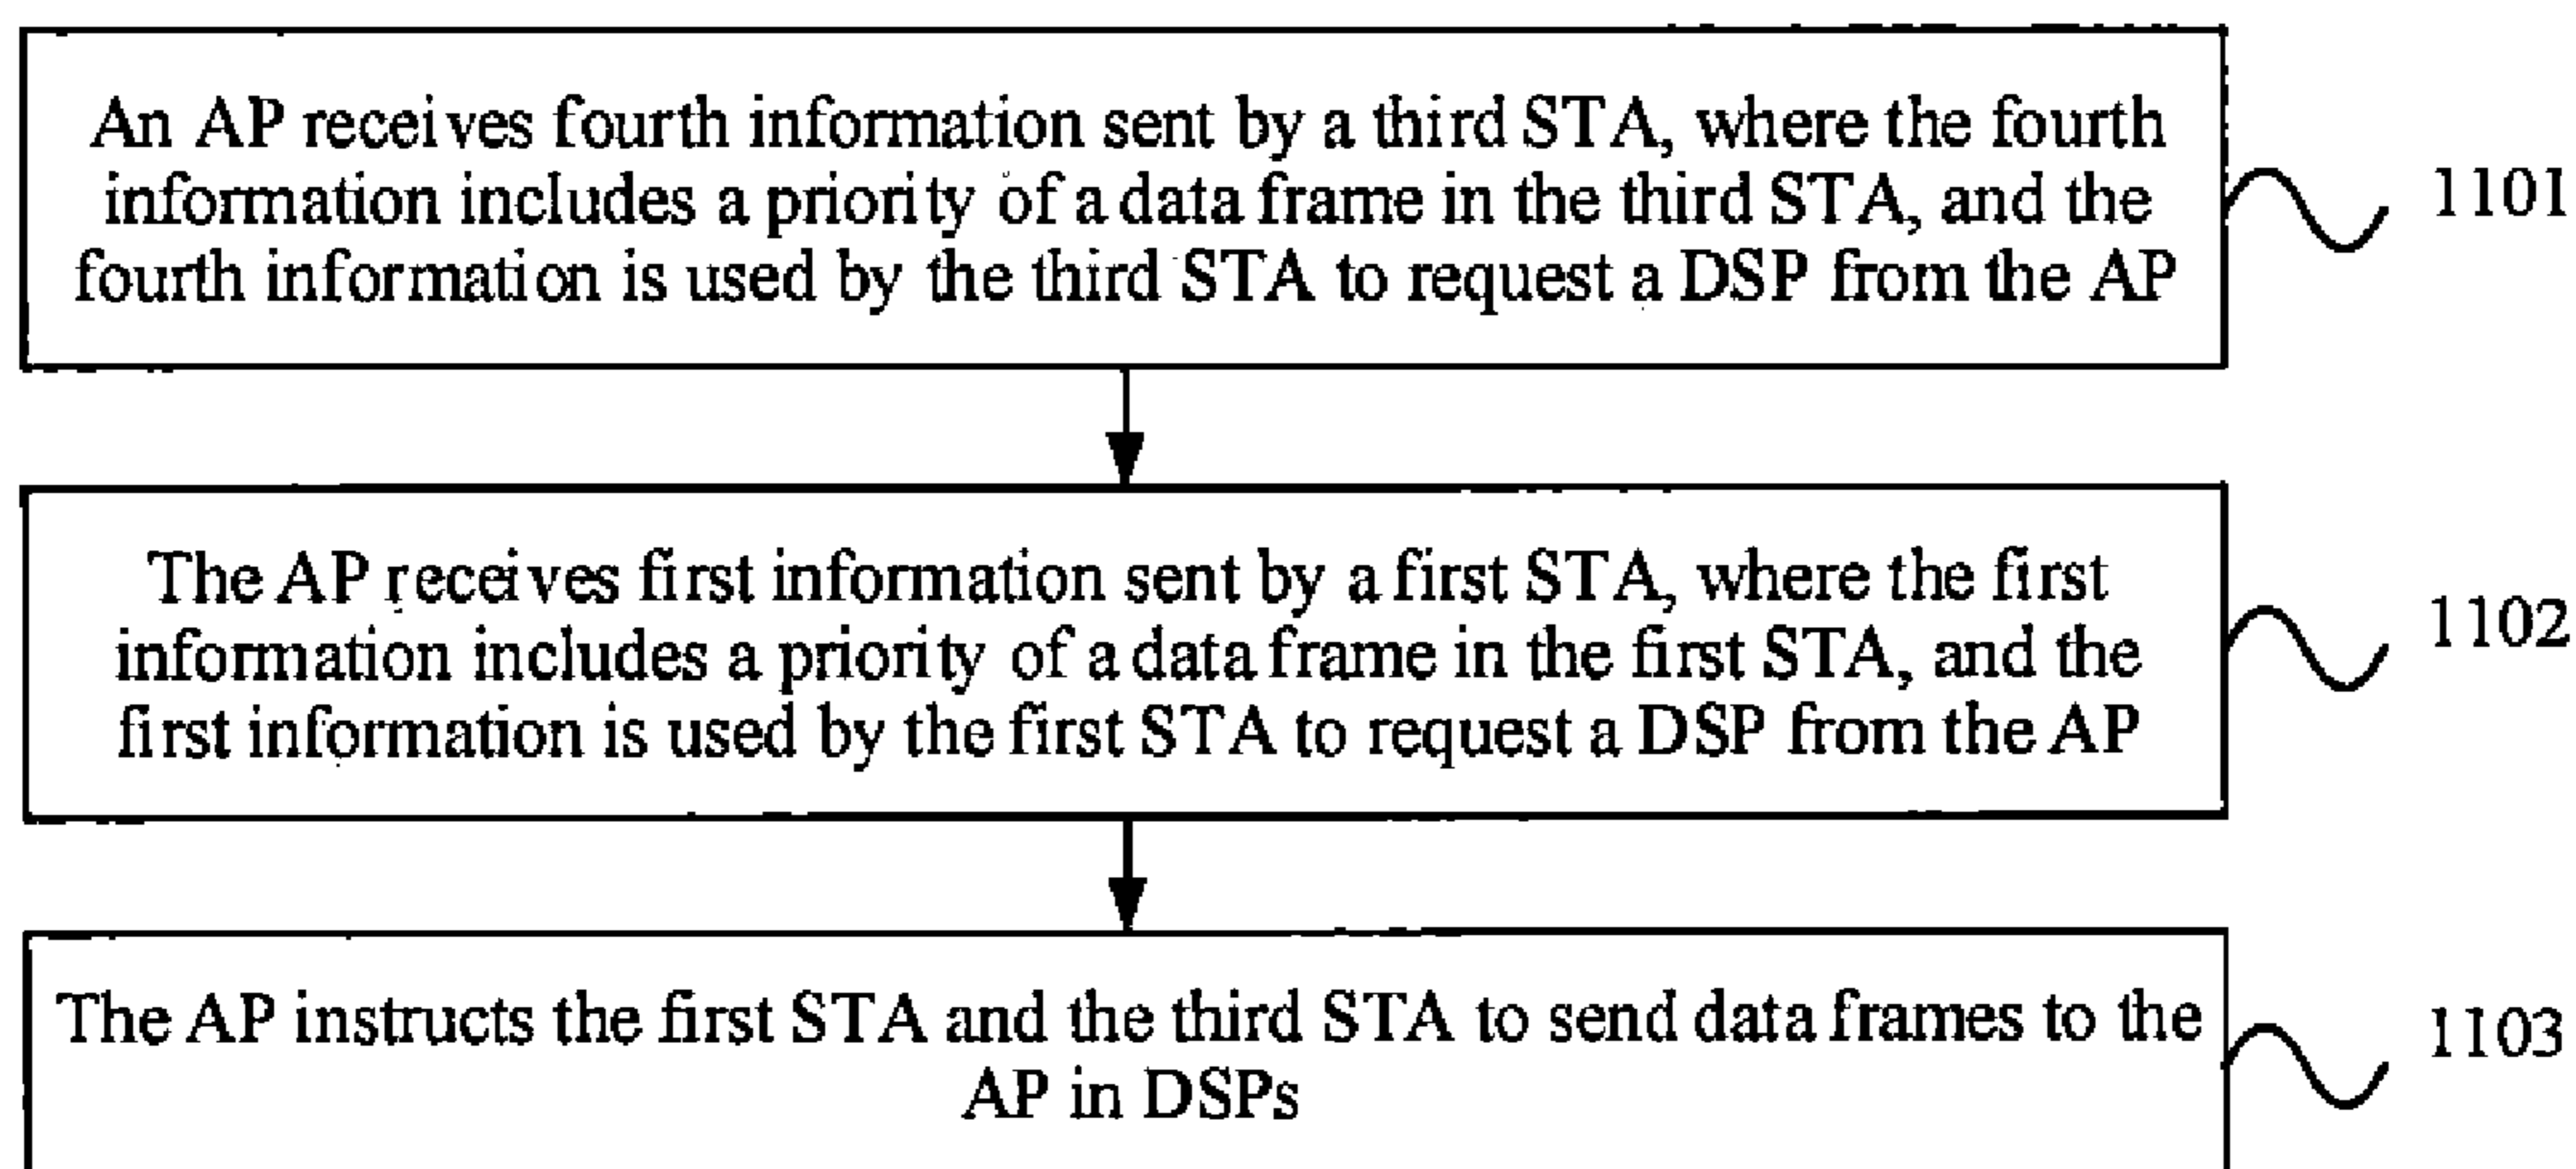 An AP receives fourth information sent by a third STA, where the fourth
information includes a priority of a data frame in the third STA, and the
fourth information is used by the third STA to request a DSP from the AP
1101
The AP receives first information sent by a first STA, where the first
information includes a priority of a data frame in the first STA, and the
first information is used by the first STA to request a DSP from the AP
1102
The AP instructs the first STA and the third STA to send data frames to the
AP in DSPs
1103